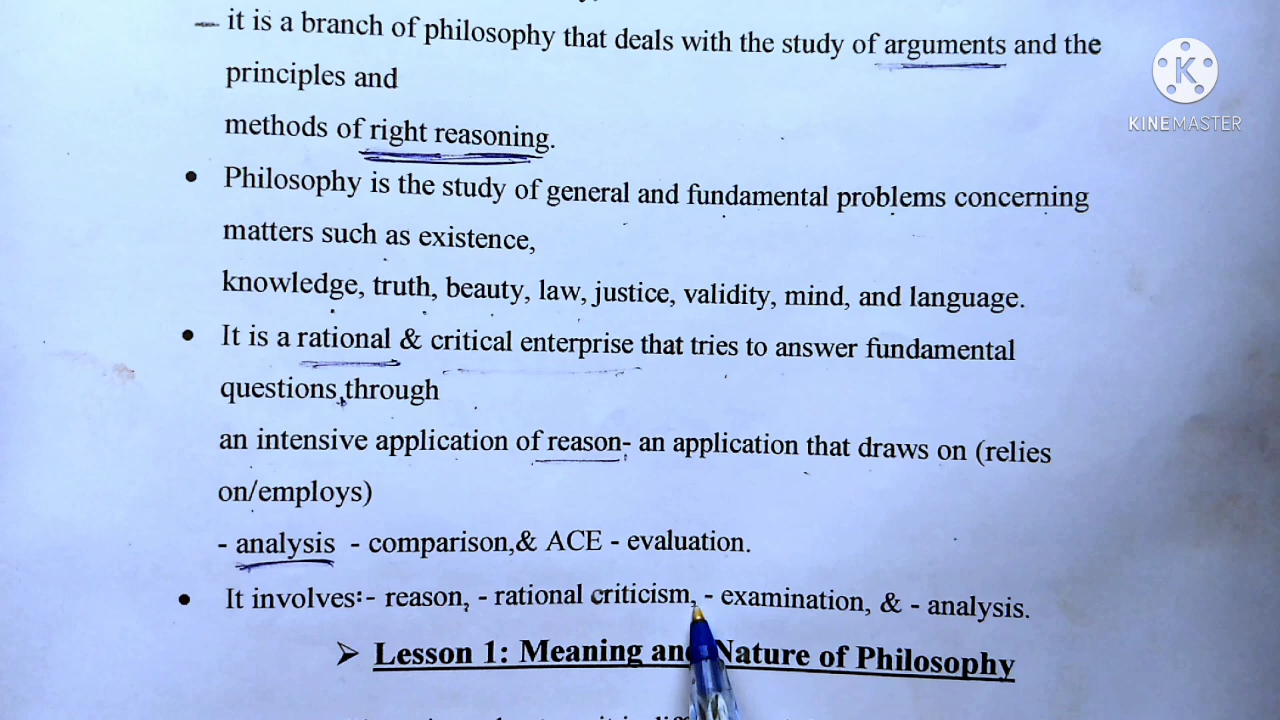 it is a branch of philosophy that deals with the study of arguments and the
principles and
methods of right reasoning.
• Philosophy is the study of general and fundamental problems concerning
matters such as existence,
knowledge, truth, beauty, law, justice, validity, mind, and language.
• It is a rational & critical enterprise that tries to answer fundamental
questions through
an intensive application of reason- an application that draws on (relies
on/employs)
- analysis - comparison,& ACE - evaluation.
• It involves:- reason, - rational criticism, - examination, & - analysis.
➢ Lesson 1: Meaning and Nature of Philosophy
K
KINEMASTER